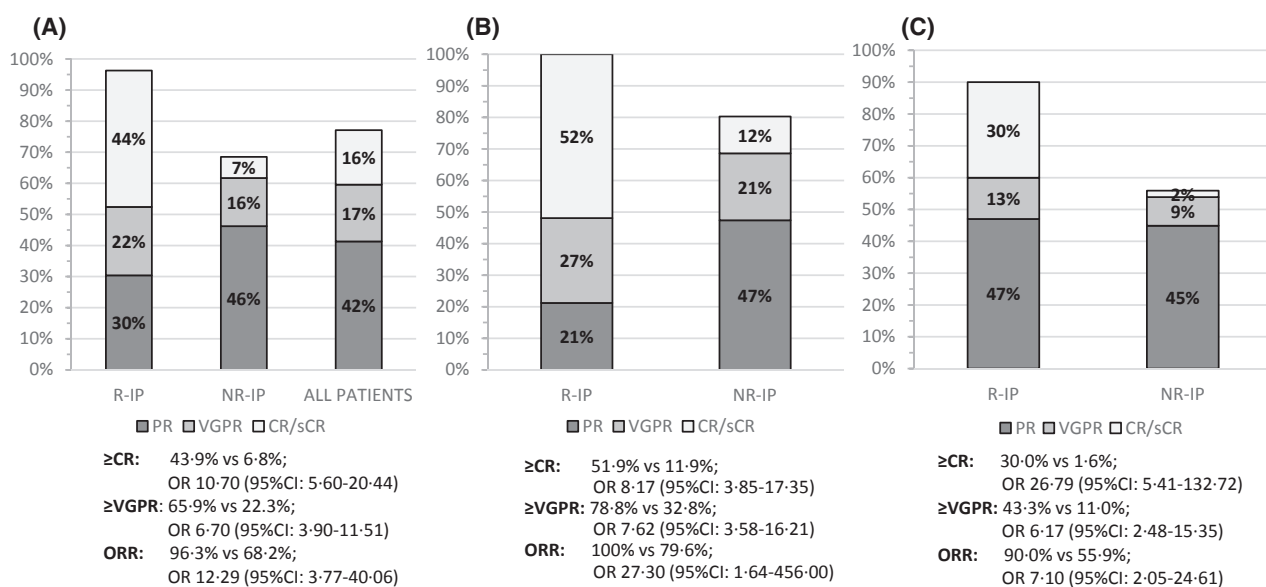 (A)
100%
90%
80%
70%
60%
50%
40%
30%
20%
10%
0%
44%
22%
30%
7%
16%
46%
16%
17%
42%
R-IP NR-IP ALL PATIENTS
PR VGPR CR/sCR
≥CR: 43·9% vs 6·8%;
OR 10·70 (95%CI: 5·60-20·44)
≥VGPR: 65·9% vs 22·3%;
OR 6·70 (95%CI: 3·90-11·51)
ORR: 96·3% vs 68·2%;
OR 12·29 (95%CI: 3·77-40·06)
(B)
100%
90%
80%
70%
60%
50%
40%
30%
20%
10%
0%
52%
27%
21%
12%
21%
47%
R-IP NR-IP
PR VGPR CR/sCR
≥CR: 51·9% vs 11·9%;
OR 8·17 (95%CI: 3·85-17·35)
≥VGPR: 78·8% vs 32·8%;
OR 7·62 (95%CI: 3·58-16·21)
ORR: 100% vs 79·6%;
OR 27·30 (95%CI: 1·64-456·00)
(C)
100%
90%
80%
70%
60%
50%
40%
30%
20%
10%
0%
30%
13%
47%
2%
9%
45%
R-IP NR-IP
PR VGPR CR/sCR
≥CR: 30·0% vs 1·6%;
OR 26·79 (95%CI: 5·41-132·72)
≥VGPR: 43·3% vs 11·0%;
OR 6·17 (95%CI: 2·48-15·35)
ORR: 90·0% vs 55·9%;
OR 7·10 (95%CI: 2·05-24·61)